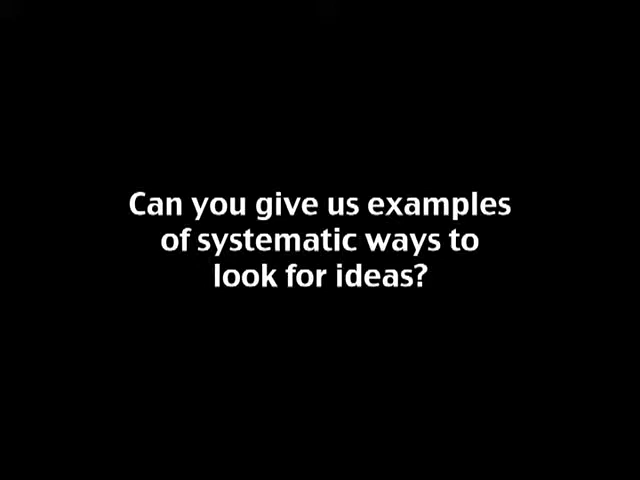 Can you give us examples
of systematic ways to
look for ideas?